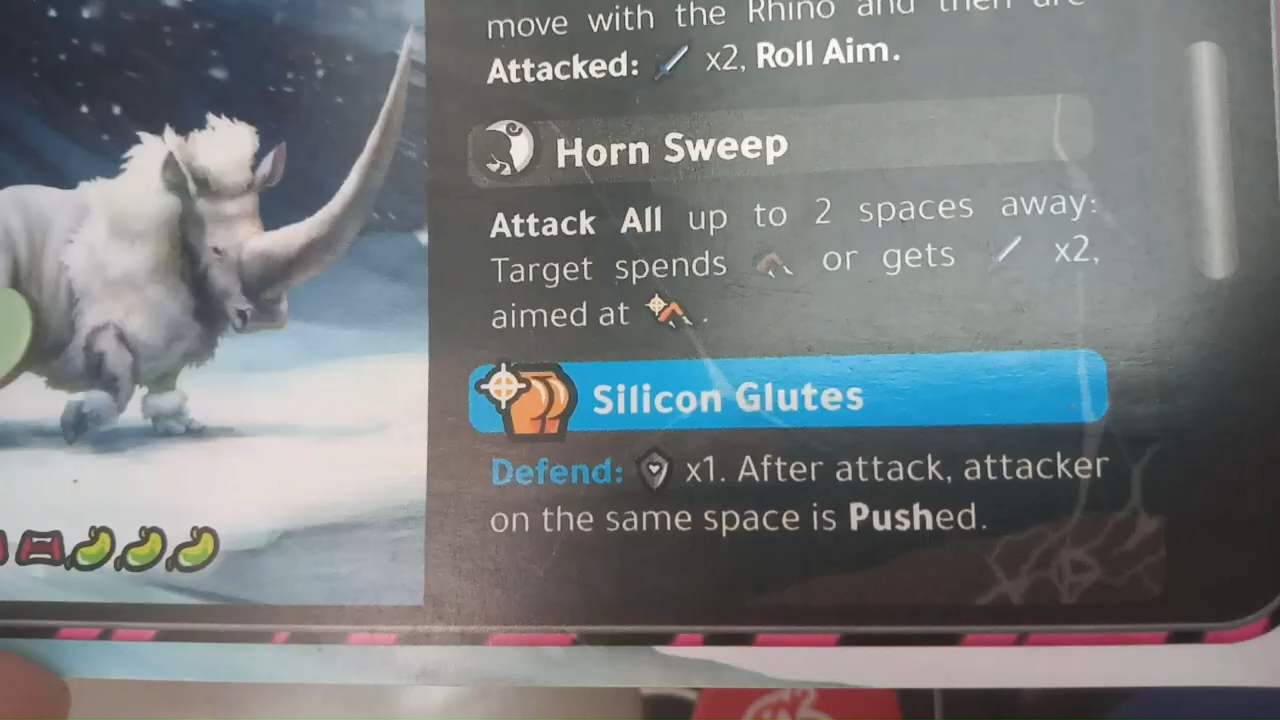 move with the Rhino and then are
Attacked: x2, Roll Aim.
Horn Sweep
Attack All up to 2 spaces away:
Target spends or gets x2,
aimed at .
Silicon Glutes
Defend: x1. After attack, attacker
on the same space is Pushed.